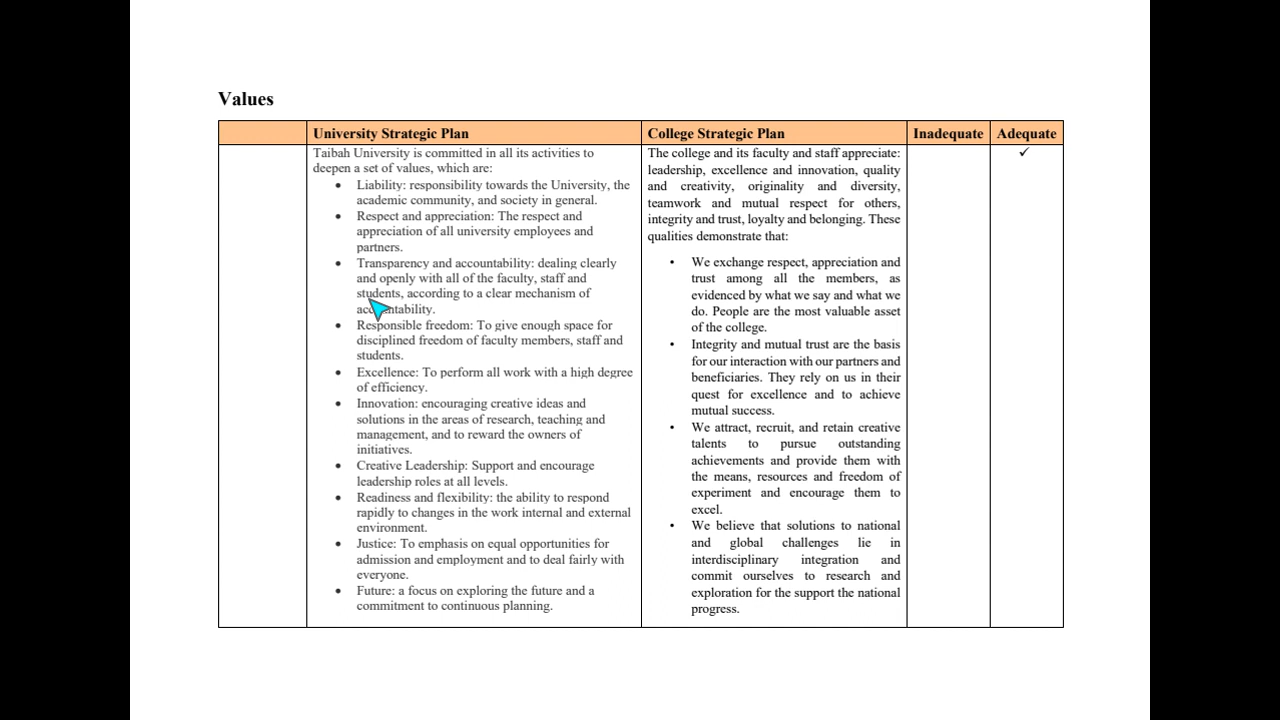 Values
University Strategic Plan
College Strategic Plan
Inadequate
Adequate
Taibah University is committed in all its activities to
deepen a set of values, which are:
• Liability: responsibility towards the University, the
academic community, and society in general.
• Respect and appreciation: The respect and
appreciation of all university employees and
partners.
• Transparency and accountability: dealing clearly
and openly with all of the faculty, staff and
students, according to a clear mechanism of
• Responsible freedom: To give enough space for
disciplined freedom of faculty members, staff and
students.
• Excellence: To perform all work with a high degree
of efficiency.
• Innovation: encouraging creative ideas and
solutions in the areas of research, teaching and
management, and to reward the owners of
initiatives.
• Creative Leadership: Support and encourage
leadership roles at all levels.
• Readiness and flexibility: the ability to respond
rapidly to changes in the work internal and external
environment.
• Justice: To emphasis on equal opportunities for
admission and employment and to deal fairly with
everyone.
• Future: a focus on exploring the future and a
commitment to continuous planning.
The college and its faculty and staff appreciate:
leadership, excellence and innovation, quality
and creativity, originality and diversity,
teamwork and mutual respect for others,
integrity and trust, loyalty and belonging. These
qualities demonstrate that:
• We exchange respect, appreciation and
trust among all the members, as
evidenced by what we say and what we
do. People are the most valuable asset
of the college.
• Integrity and mutual trust are the basis
for our interaction with our partners and
beneficiaries. They rely on us in their
quest for excellence and to achieve
mutual success.
• We attract, recruit, and retain creative
talents to pursue outstanding
achievements and provide them with
the means, resources and freedom of
experiment and encourage them to
excel.
• We believe that solutions to national
and global challenges lie in
interdisciplinary integration and
commit ourselves to research and
exploration for the support the national
progress.
✓